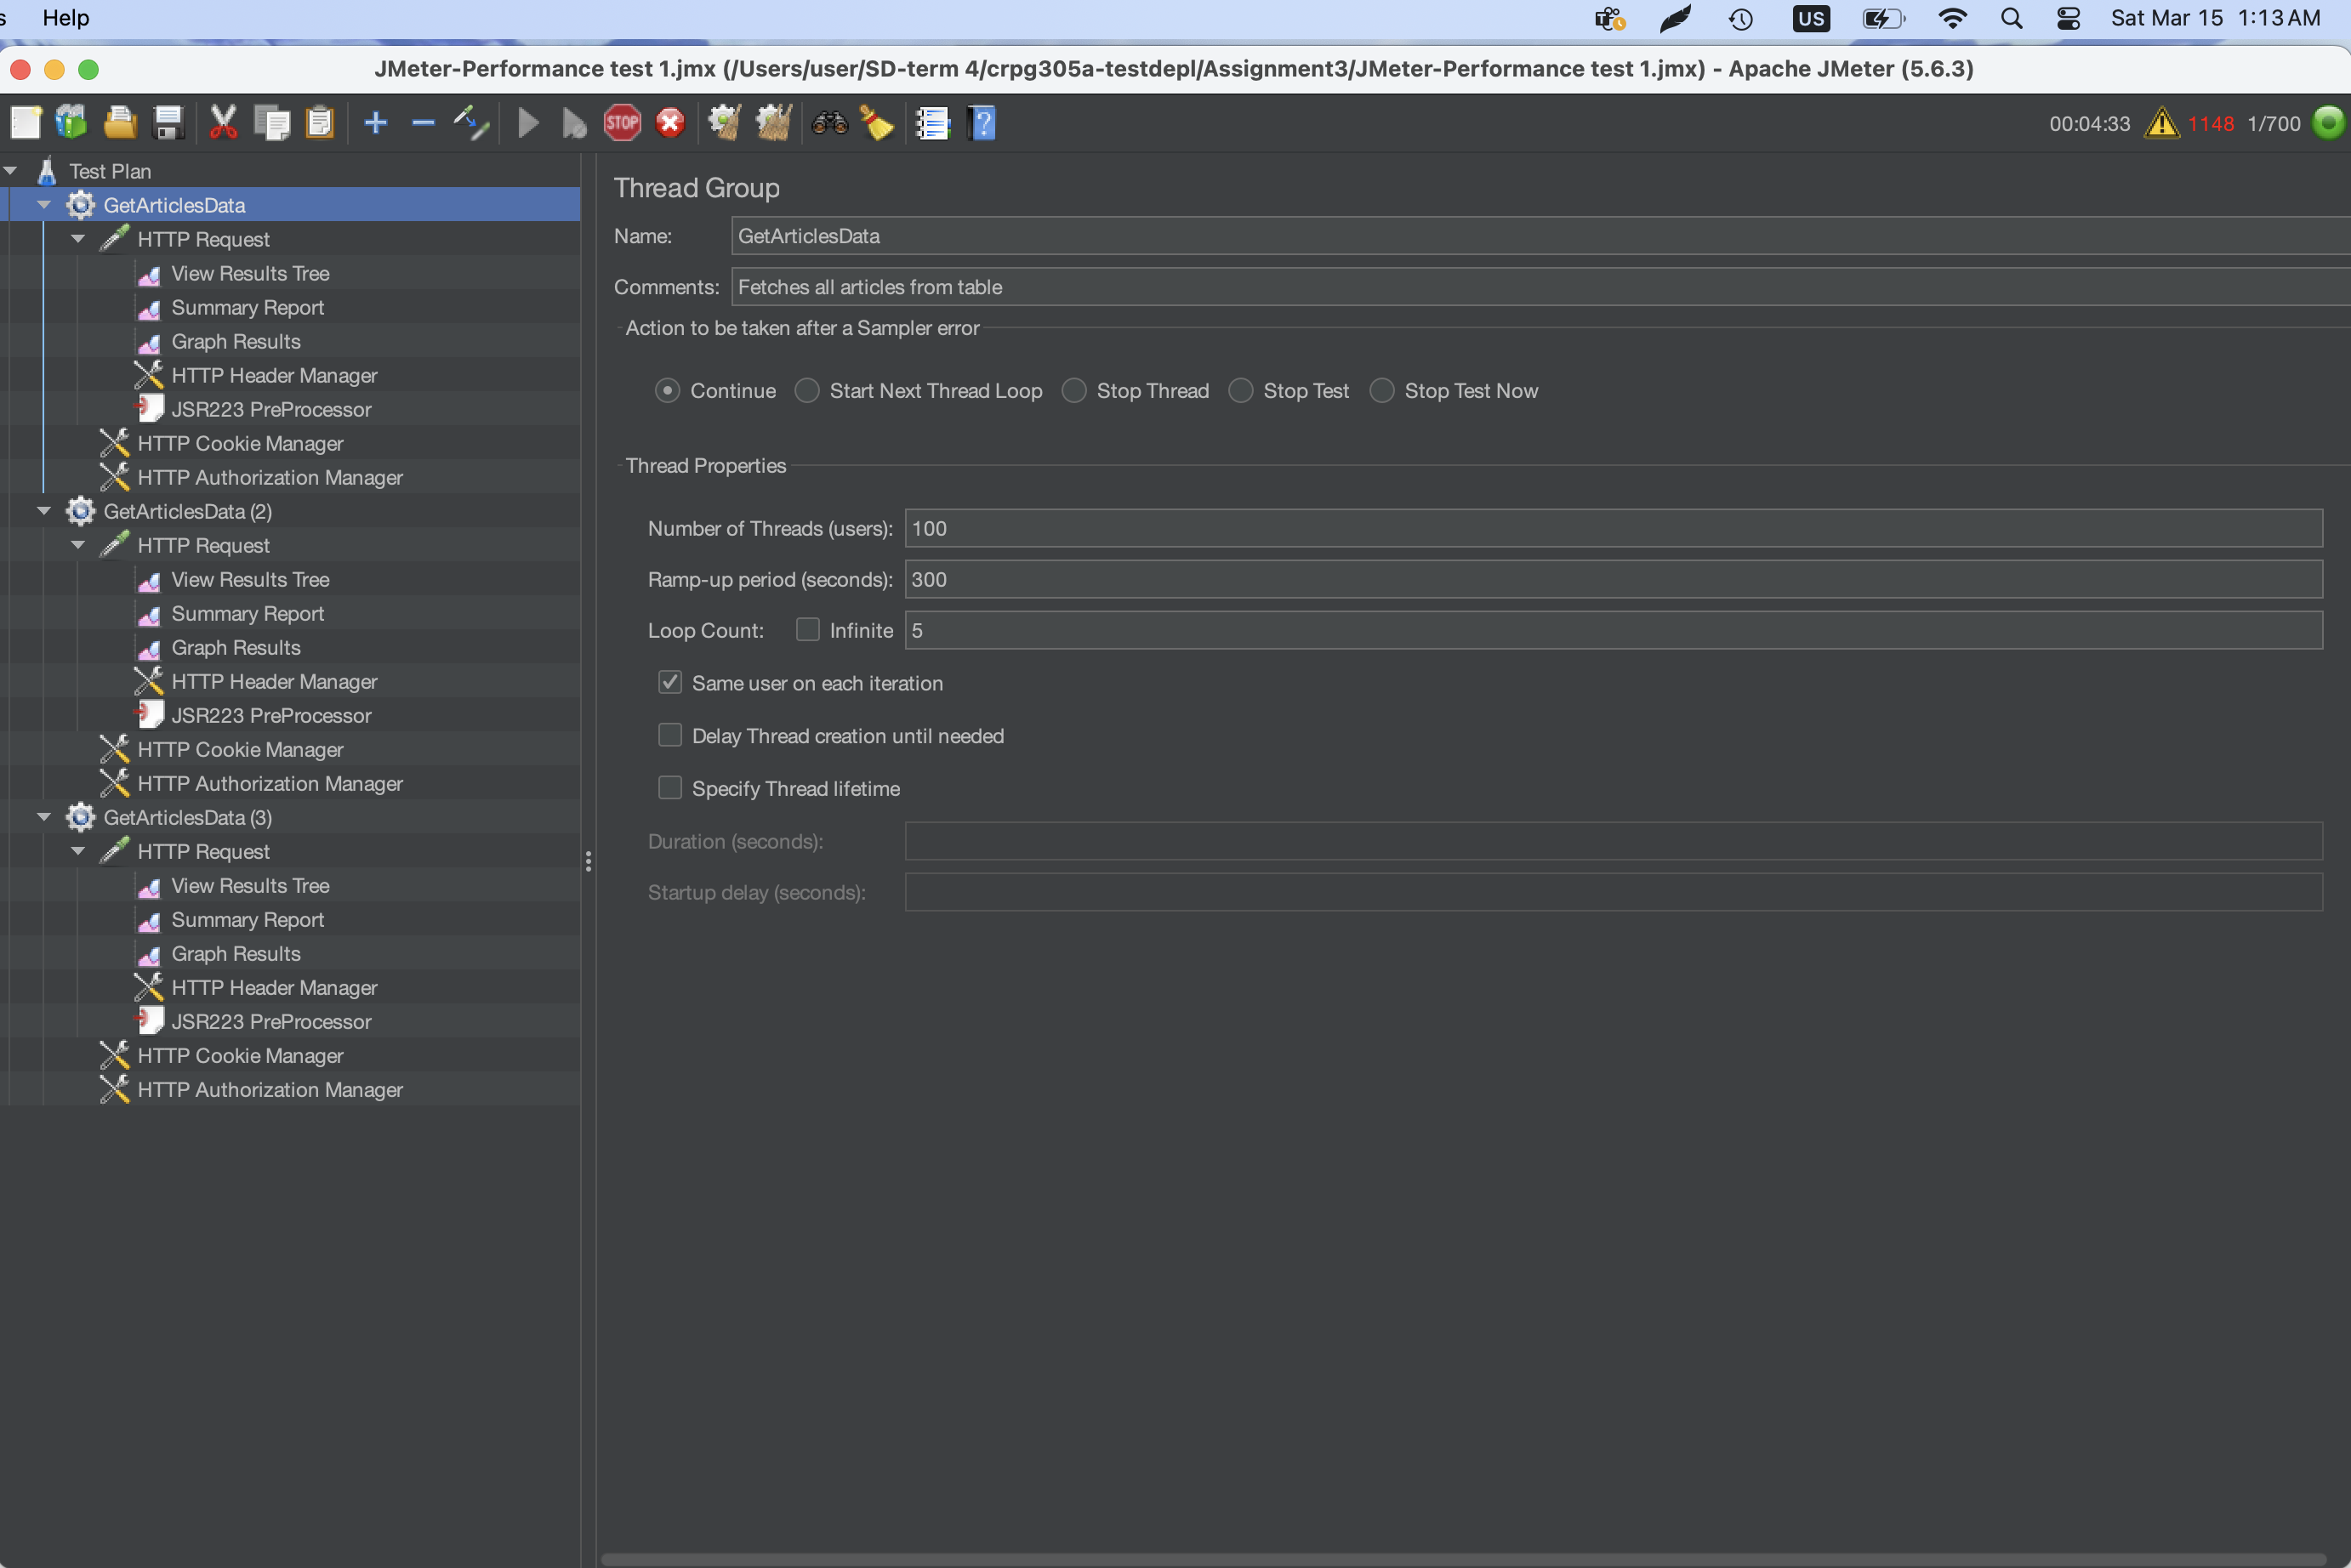 s Help US Sat Mar 15 1:13 AM
JMeter-Performance test 1.jmx (/Users/user/SD-term 4/crpg305a-testdepl/Assignment3/JMeter-Performance test 1.jmx) - Apache JMeter (5.6.3)
STOP ? 00:04:33 1148 1/700
Test Plan
GetArticlesData
HTTP Request
View Results Tree
Summary Report
Graph Results
HTTP Header Manager
JSR223 PreProcessor
HTTP Cookie Manager
HTTP Authorization Manager
GetArticlesData (2)
HTTP Request
View Results Tree
Summary Report
Graph Results
HTTP Header Manager
JSR223 PreProcessor
HTTP Cookie Manager
HTTP Authorization Manager
GetArticlesData (3)
HTTP Request
View Results Tree
Summary Report
Graph Results
HTTP Header Manager
JSR223 PreProcessor
HTTP Cookie Manager
HTTP Authorization Manager
Thread Group
Name: GetArticlesData
Comments: Fetches all articles from table
Action to be taken after a Sampler error
Continue Start Next Thread Loop Stop Thread Stop Test Stop Test Now
Thread Properties
Number of Threads (users): 100
Ramp-up period (seconds): 300
Loop Count: Infinite 5
Same user on each iteration
Delay Thread creation until needed
Specify Thread lifetime
Duration (seconds):
Startup delay (seconds):